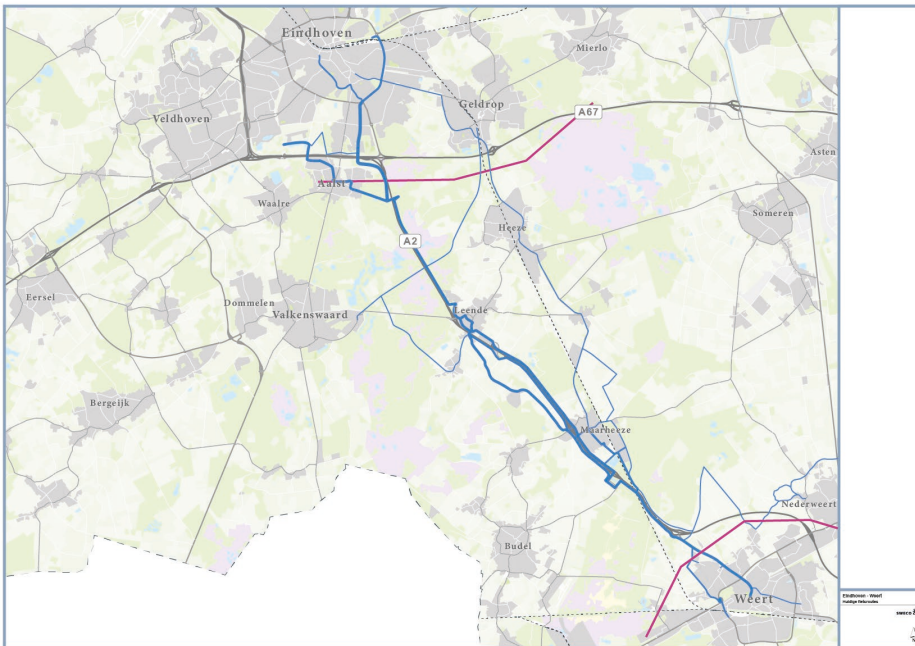 Eindhoven
Mierlo
Geldrop
A67
Veldhoven
Asten
Aalst
Waalre
Someren
Heeze
A2
Eersel
Dommelen
Leende
Valkenswaard
Bergeijk
Maarheeze
Nederweert
Budel
Weert
Eindhoven - Weert